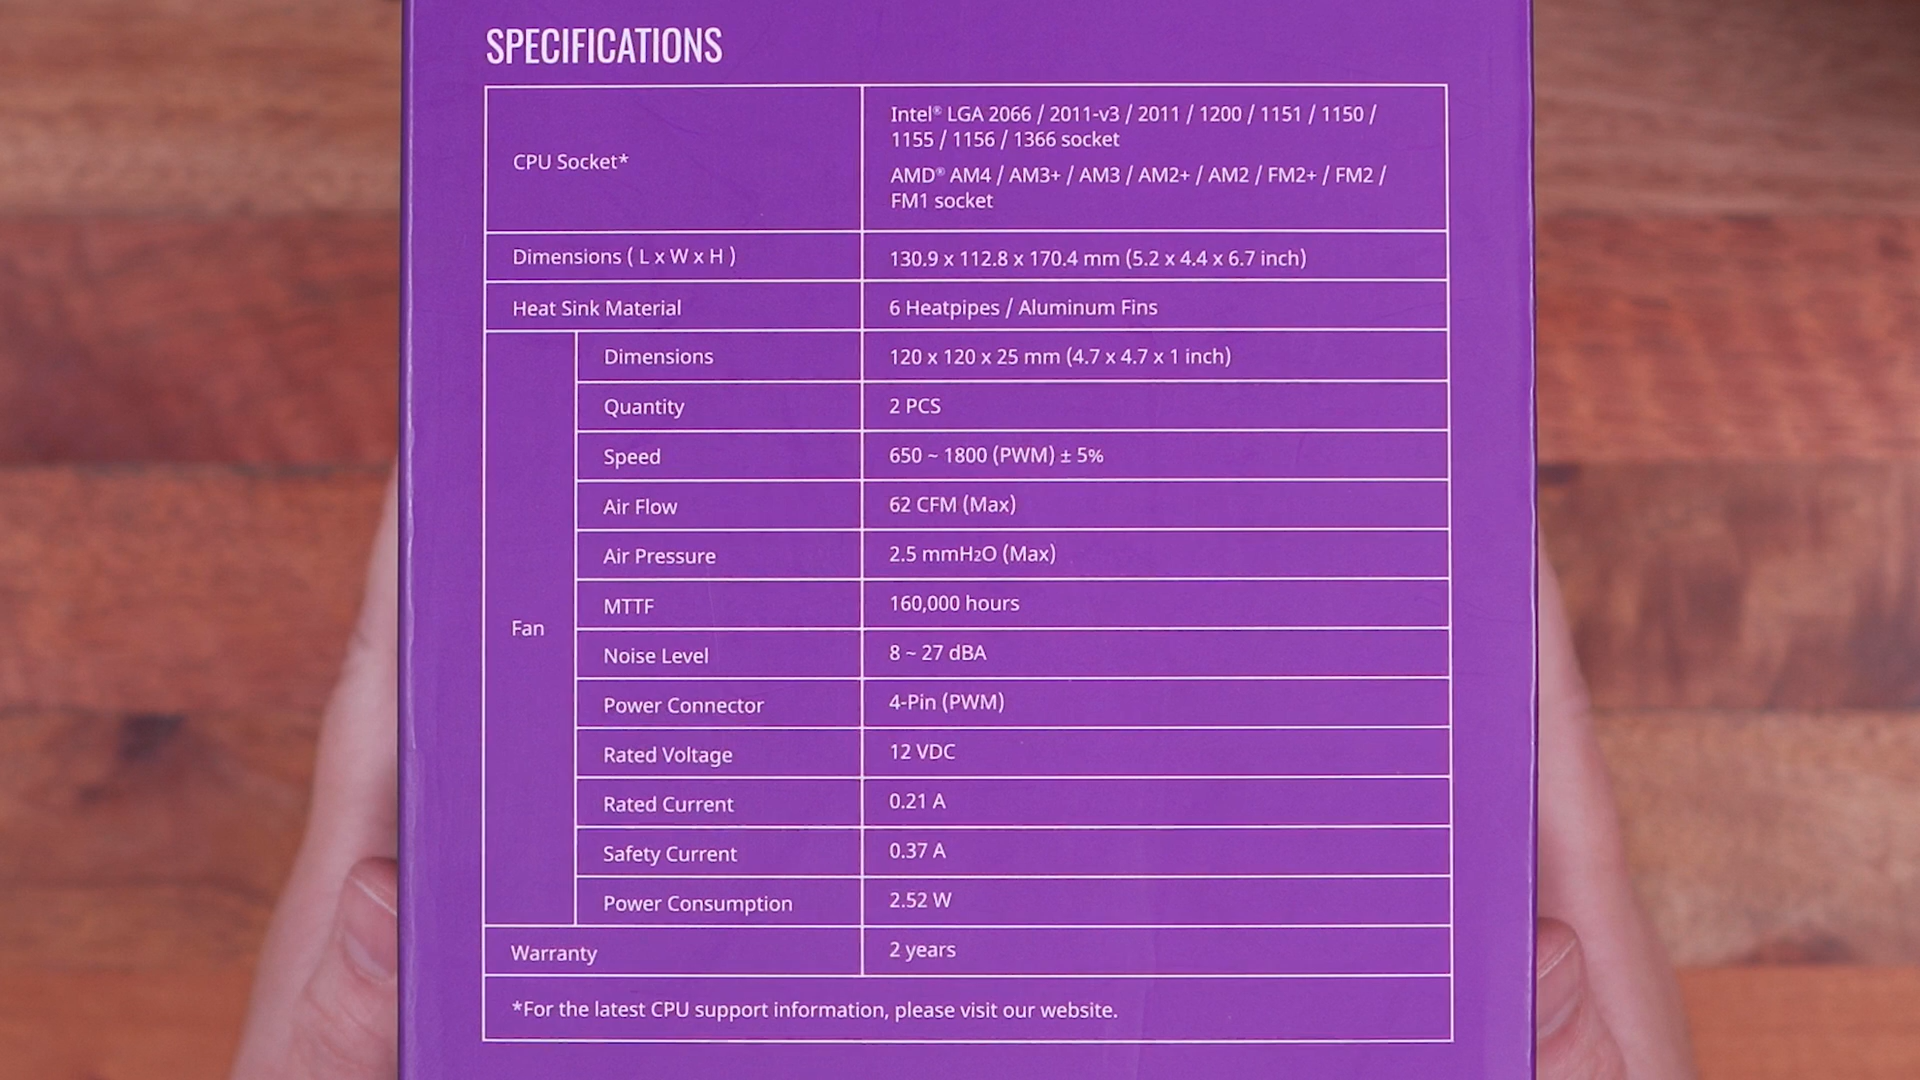 SPECIFICATIONS
CPU Socket*
Intel® LGA 2066 / 2011-v3 / 2011 / 1200 / 1151 / 1150 /
1155 / 1156 / 1366 socket
AMD® AM4 / AM3+ / AM3 / AM2+ / AM2 / FM2+ / FM2 /
FM1 socket
Dimensions ( L x W x H )
130.9 x 112.8 x 170.4 mm (5.2 x 4.4 x 6.7 inch)
Heat Sink Material
6 Heatpipes / Aluminum Fins
Fan
Dimensions
120 x 120 x 25 mm (4.7 x 4.7 x 1 inch)
Quantity
2 PCS
Speed
650 ~ 1800 (PWM) ± 5%
Air Flow
62 CFM (Max)
Air Pressure
2.5 mmH₂O (Max)
MTTF
160,000 hours
Noise Level
8 ~ 27 dBA
Power Connector
4-Pin (PWM)
Rated Voltage
12 VDC
Rated Current
0.21 A
Safety Current
0.37 A
Power Consumption
2.52 W
Warranty
2 years
*For the latest CPU support information, please visit our website.